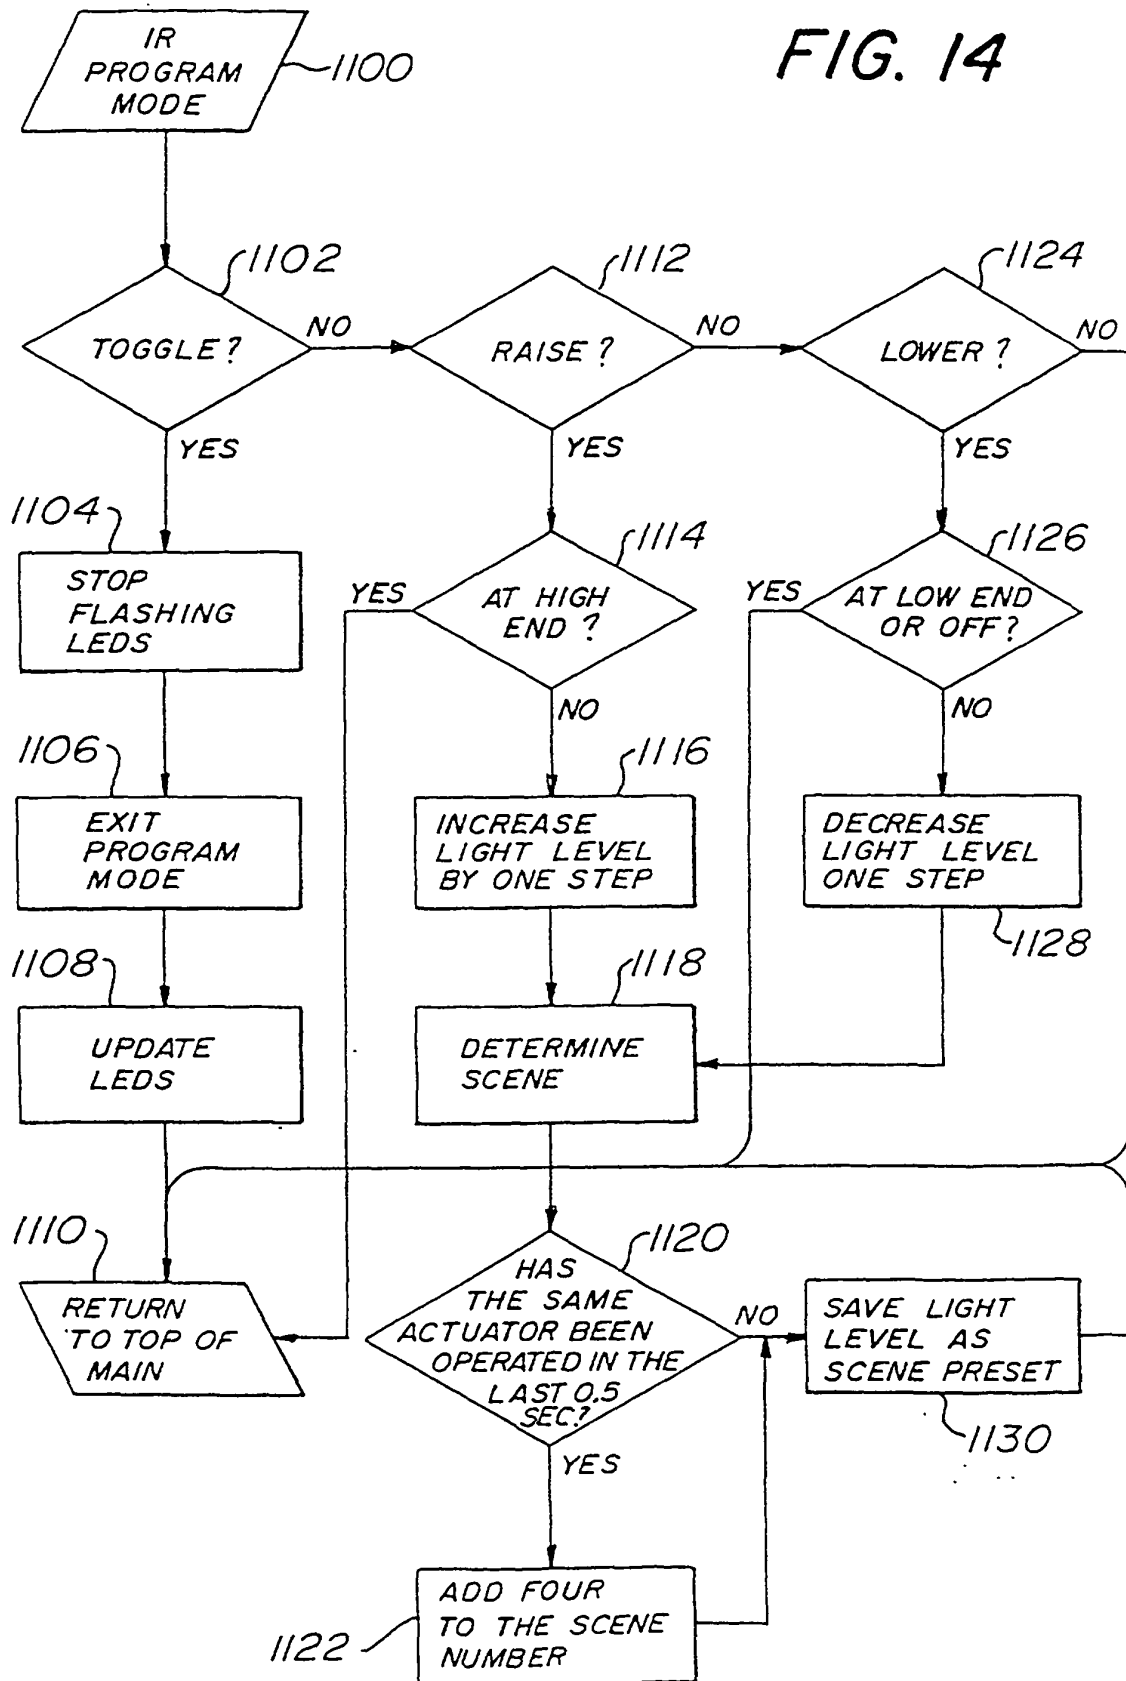 IR
PROGRAM
MODE
1100
FIG. 14
1102
TOGGLE?
NO
YES
1112
RAISE?
NO
YES
1124
LOWER?
NO
YES
1104
STOP
FLASHING
LEDS
1114
YES
AT HIGH
END?
NO
1126
YES
AT LOW END
OR OFF?
NO
1106
EXIT
PROGRAM
MODE
1116
INCREASE
LIGHT LEVEL
BY ONE STEP
DECREASE
LIGHT LEVEL
ONE STEP
1128
1108
UPDATE
LEDS
1118
DETERMINE
SCENE
1110
RETURN
TO TOP OF
MAIN
1120
HAS
THE SAME
ACTUATOR BEEN
OPERATED IN THE
LAST 0.5
SEC?
NO
YES
SAVE LIGHT
LEVEL AS
SCENE PRESET
1130
ADD FOUR
TO THE SCENE
NUMBER
1122